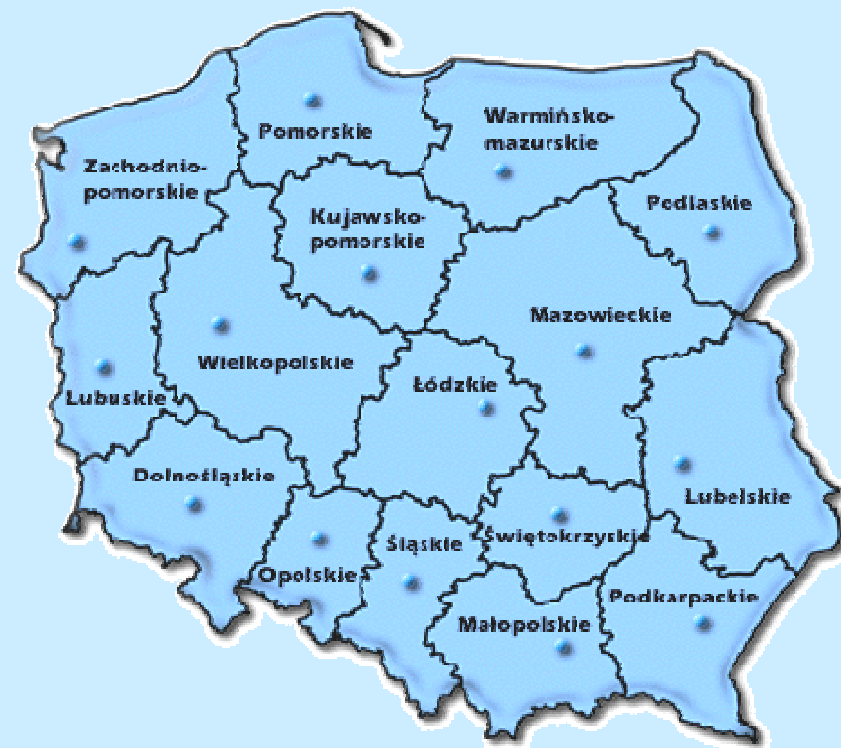 Pomorskie
Warmińsko-
mazurskie
Zachodnio-
pomorskie
Podlaskie
Kujawsko-
pomorskie
Mazowieckie
Wielkopolskie
Łódzkie
Lubuskie
Dolnośląskie
Lubelskie
Śląskie
Świętokrzyskie
Opolskie
Podkarpackie
Małopolskie